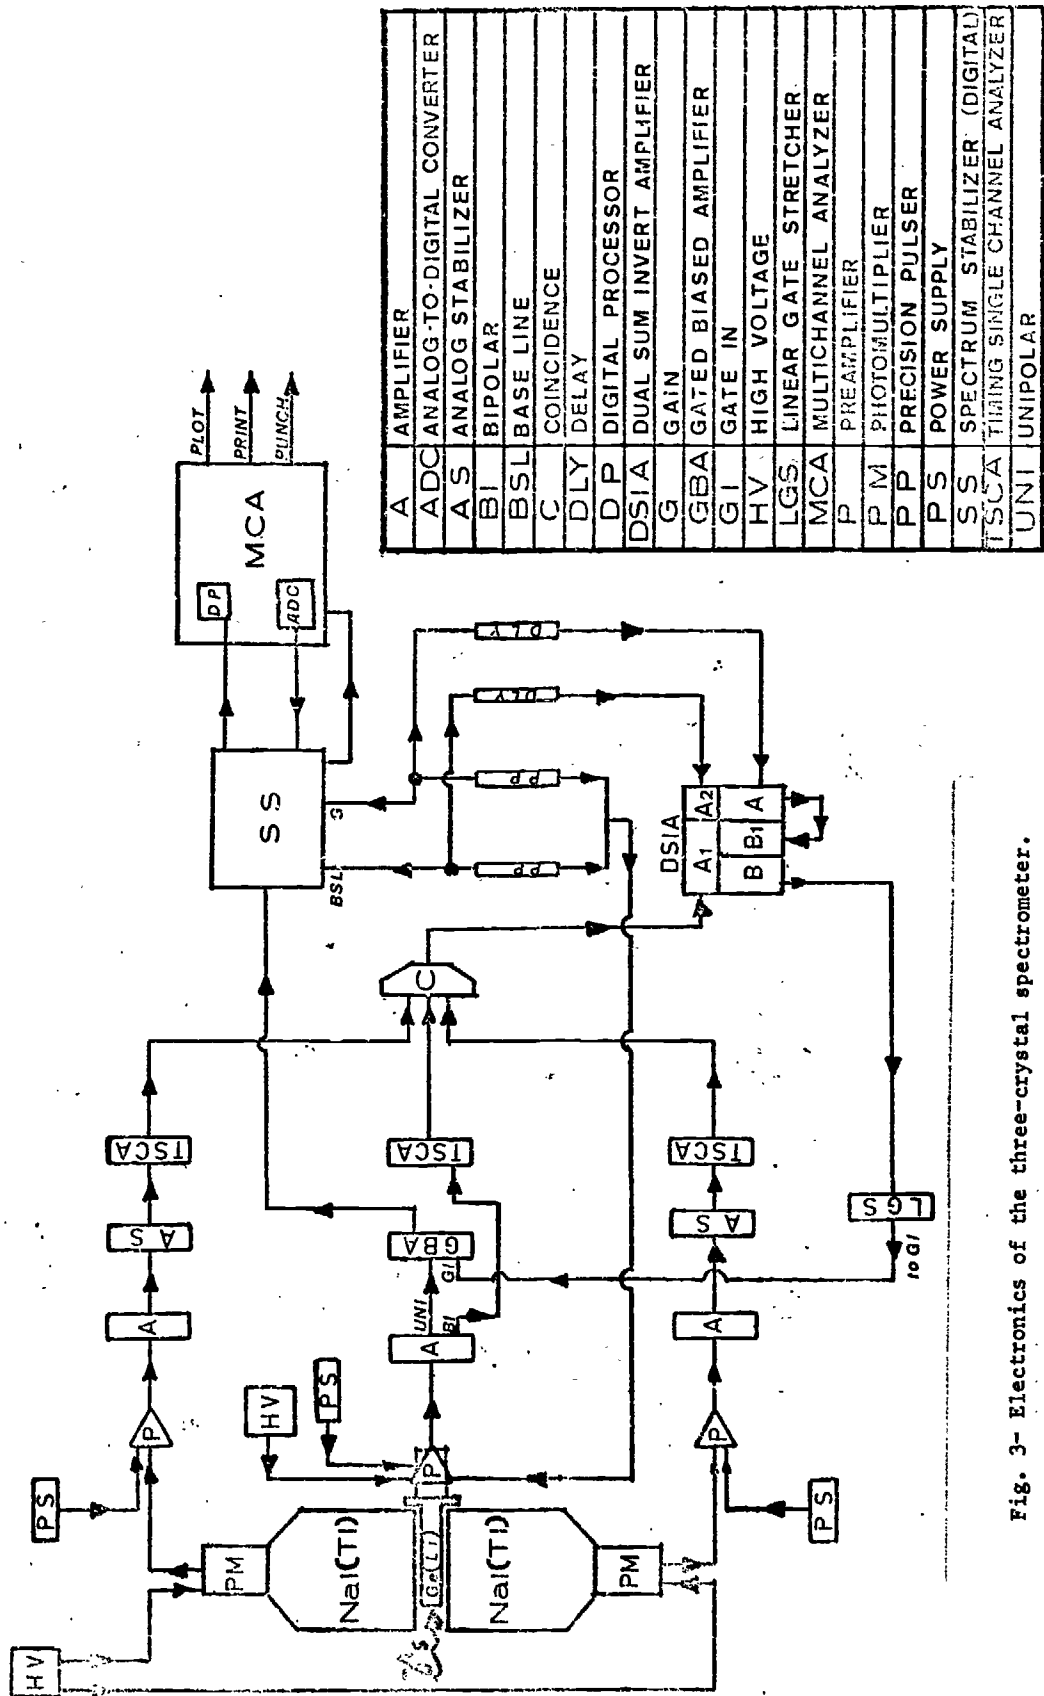 PLOT
PRINT
PUNCH
MCA
DP
ADC
SS
BSL
G
DLY
DLY
PP
PP
DSIA
A1
A2
B
B1
A
C
TSCA
TSCA
TSCA
AS
AS
GBA
GI
UNI
BI
A
A
A
LGS
TO GI
P
P
P
PS
PS
PS
HV
HV
PM
PM
NaI(Tl)
NaI(Tl)
Ge(Li)
A AMPLIFIER
ADC ANALOG-TO-DIGITAL CONVERTER
AS ANALOG STABILIZER
BI BIPOLAR
BSL BASE LINE
C COINCIDENCE
DLY DELAY
DP DIGITAL PROCESSOR
DSIA DUAL SUM INVERT AMPLIFIER
G GAIN
GBA GATED BIASED AMPLIFIER
GI GATE IN
HV HIGH VOLTAGE
LGS LINEAR GATE STRETCHER
MCA MULTICHANNEL ANALYZER
P PREAMPLIFIER
PM PHOTOMULTIPLIER
PP PRECISION PULSER
PS POWER SUPPLY
SS SPECTRUM STABILIZER (DIGITAL)
TSCA TIMING SINGLE CHANNEL ANALYZER
UNI UNIPOLAR
Fig. 3- Electronics of the three-crystal spectrometer.